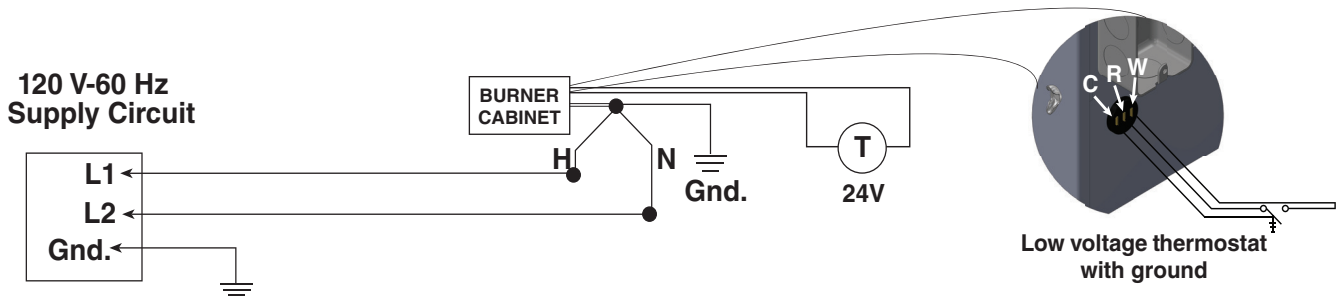 120 V-60 Hz
Supply Circuit
L1
L2
Gnd.
BURNER
CABINET
H
N
Gnd.
T
24V
C
R
W
Low voltage thermostat
with ground